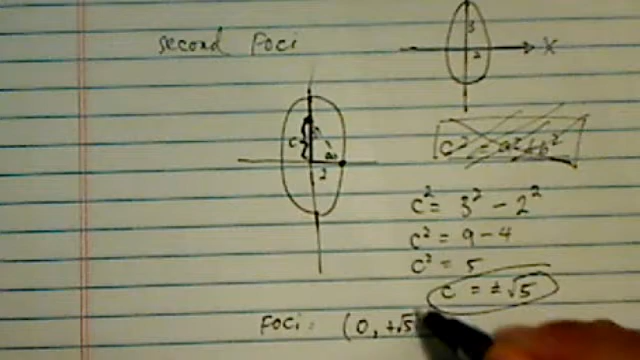 second Foci
3
2
X
c
2
c² = a² + b²
c² = 3² - 2²
c² = 9 - 4
c² = 5
c = ±√5
Foci: (0, ±√5